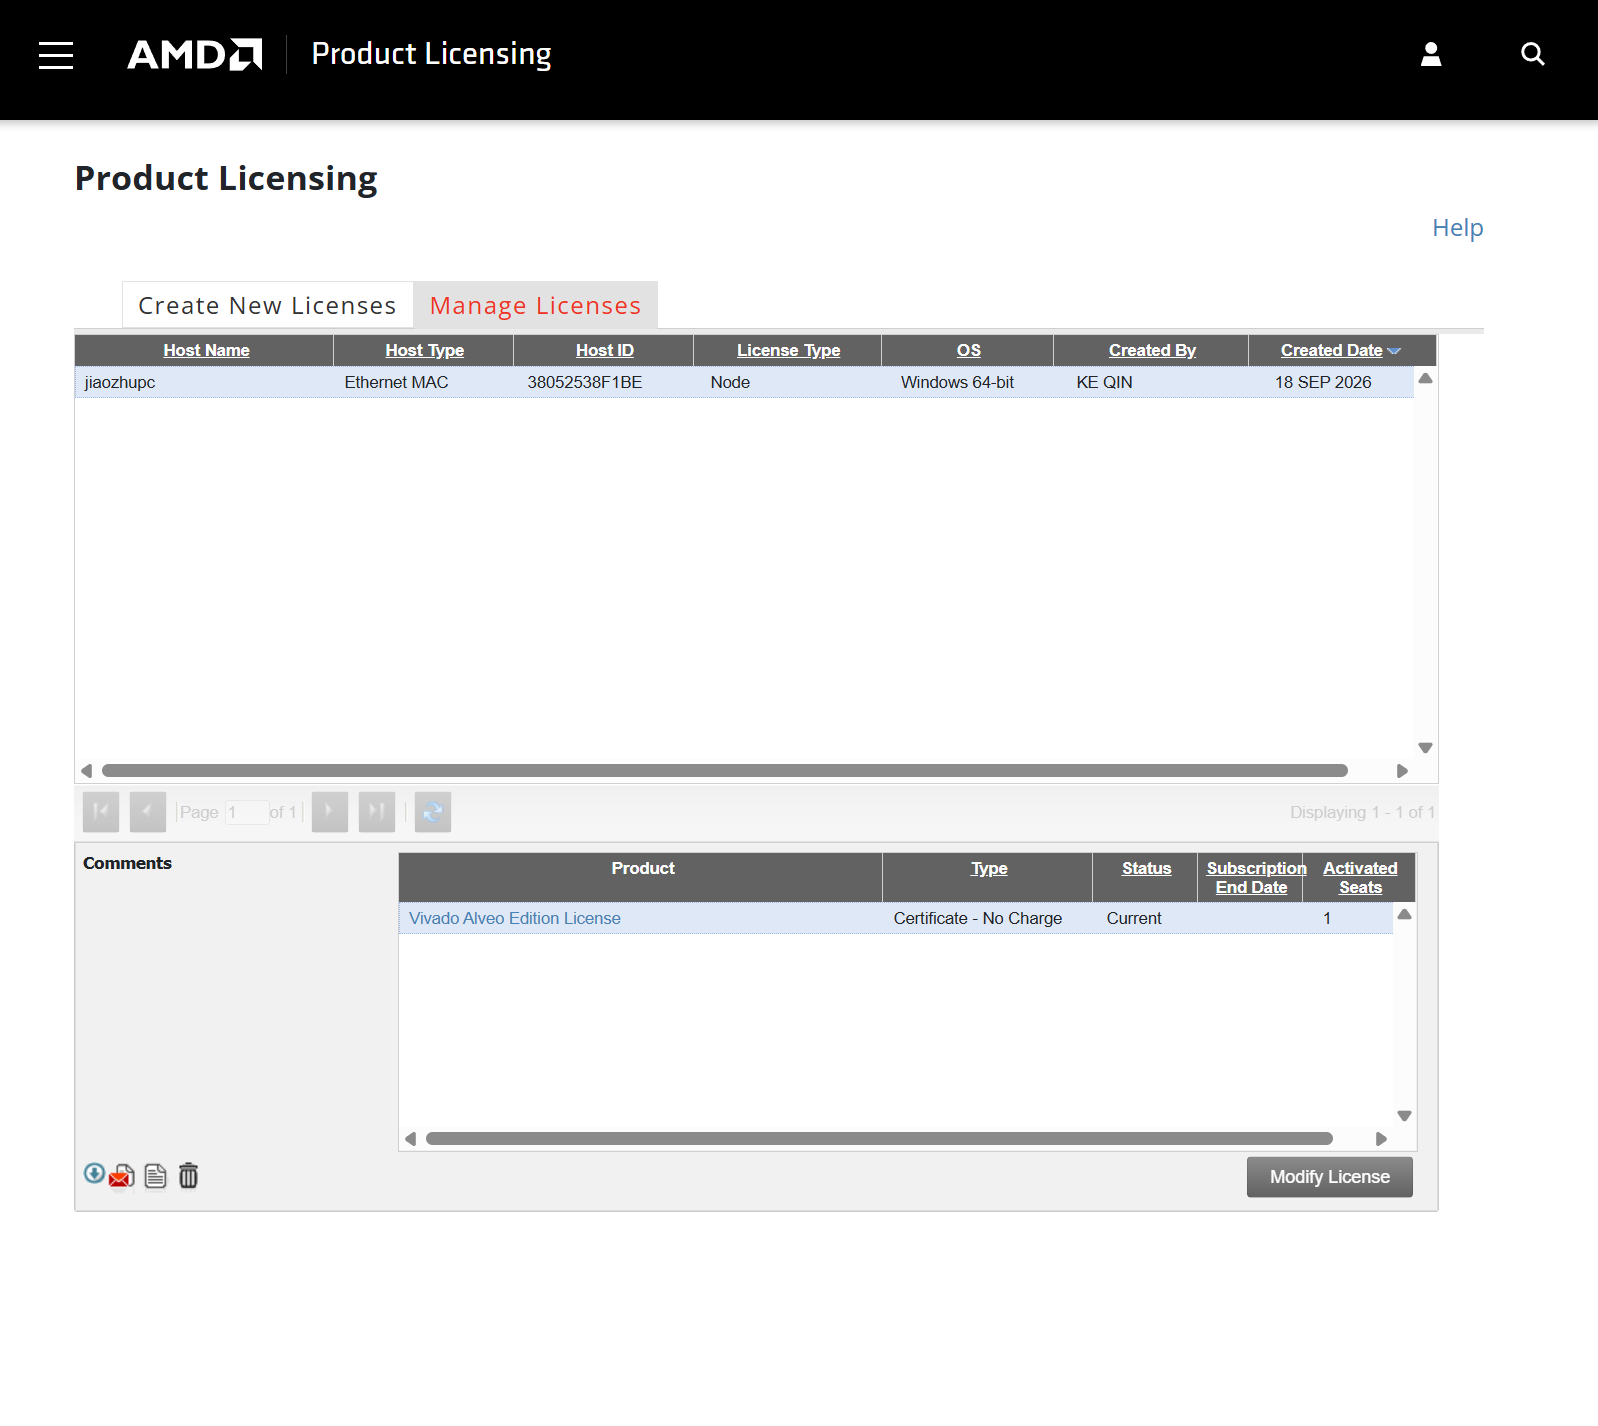 AMD Product Licensing
Product Licensing
Help
Create New Licenses Manage Licenses
Host Name Host Type Host ID License Type OS Created By Created Date
jiaozhupc Ethernet MAC 38052538F1BE Node Windows 64-bit KE QIN 18 SEP 2026
Page 1 of 1 Displaying 1 - 1 of 1
Comments
Product Type Status Subscription End Date Activated Seats
Vivado Alveo Edition License Certificate - No Charge Current 1
Modify License